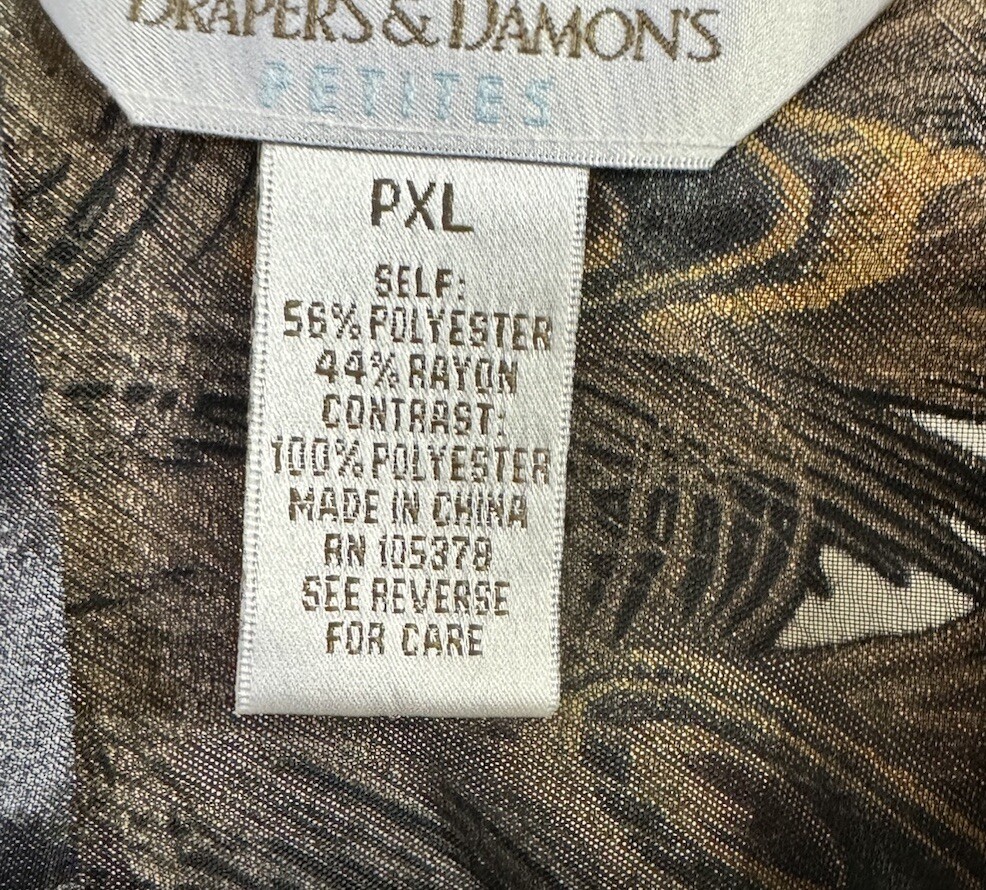 DRAPERS & DAMON'S
PETITES
PXL
SELF:
56% POLYESTER
44% RAYON
CONTRAST:
100% POLYESTER
MADE IN CHINA
RN 105378
SEE REVERSE
FOR CARE